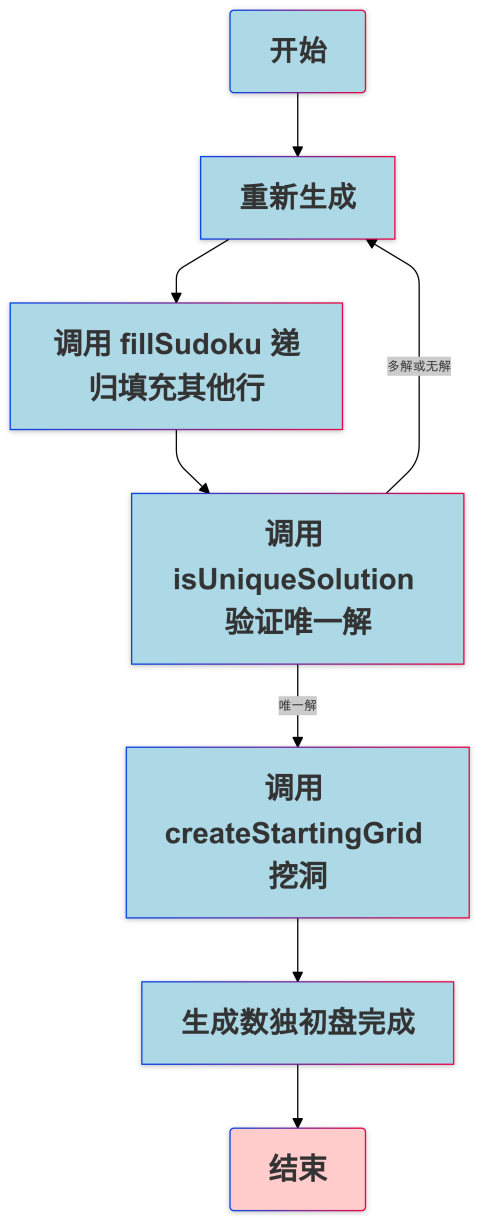 开始
重新生成
调用 fillSudoku 递
归填充其他行
多解或无解
调用
isUniqueSolution
验证唯一解
唯一解
调用
createStartingGrid
挖洞
生成数独初盘完成
结束